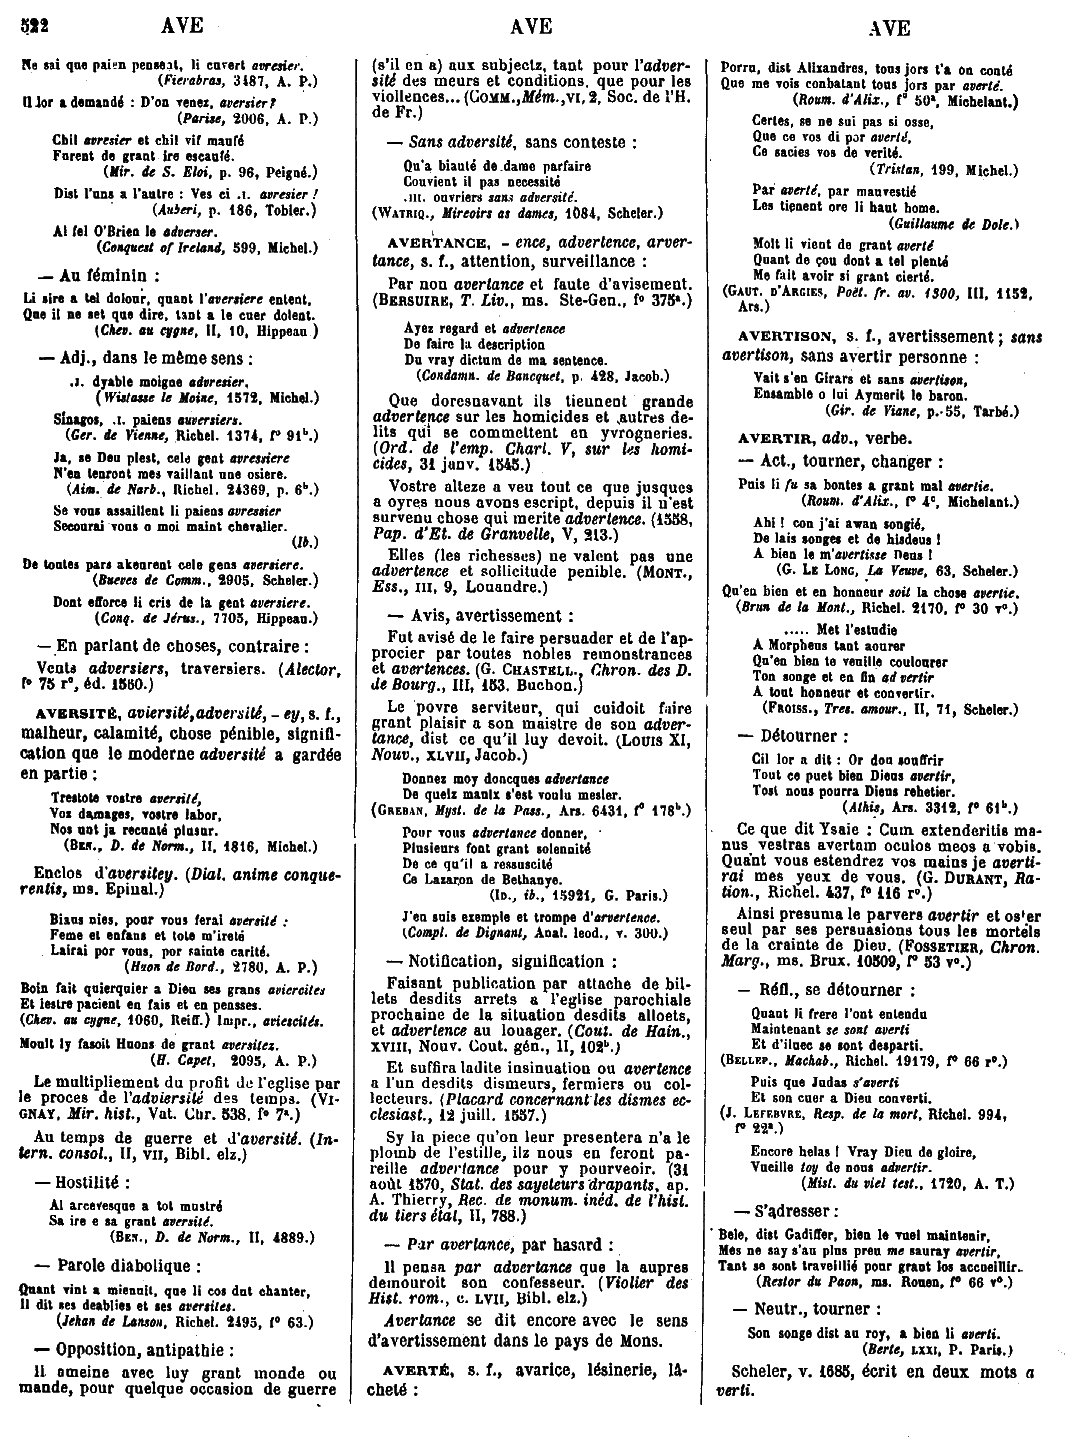 522 AVE AVE AVE
Ne sai que paien pensent, li cuvert avresier.
(Fierabras, 3487, A. P.)
Il lor a demandé : D'on venez, aversier?
(Parise, 2006, A. P.)
Chil avresier et chil vif maufé
Furent de grant ire escaufé.
(Mir. de S. Eloi, p. 96, Peigné.)
Dist l'uns a l'autre : Ves ci .I. avresier !
(Auberi, p. 186, Tobler.)
Al fel O'Brien le adverser.
(Conquest of Ireland, 599, Michel.)
— Au féminin :
Li sire a tel dolour, quant l'aversiere entent,
Que il ne set que dire, tant a le cuer dolent.
(Chev. au cygne, II, 10, Hippeau )
— Adj., dans le même sens :
.I. dyable moigne adversier,
(Wistasse le Moine, 1572, Michel.)
Sinagos, .I. paiens auversiers.
(Ger. de Vienne, Richel. 1374, f° 91ᵇ.)
Ja, se Deu plest, cele gent avressiere
N'en tenront mes vaillant une osiere.
(Aim. de Narb., Richel. 24369, p. 6ᵇ.)
Se vos assaillent li paiens avressier
Secourai vous o moi maint chevalier.
(Ib.)
De toutes pars akeurent cele gens aversiere.
(Bueves de Comm., 2905, Scheler.)
Dont efforce li cris de la gent aversiere.
(Conq. de Jérus., 7705, Hippeau.)
— En parlant de choses, contraire :
Vents adversiers, traversiers. (Alector,
f° 75 r°, éd. 1560.)
AVERSITÉ, aviersité, adversité, - ey, s. f.,
malheur, calamité, chose pénible, signifi-
cation que le moderne adversité a gardée
en partie :
Trestote vostre aversité,
Voz damages, vostre labor,
Nos unt ja recunté plusur.
(BEN., D. de Norm., II, 1816, Michel.)
Enclos d'aversitey. (Dial. anime conque-
rentis, ms. Epinal.)
Biaus nies, pour vous ferai aversité :
Feme et enfans et tote m'ireté
Lairai por vous, por sainte carité.
(Huon de Bord., 2780, A. P.)
Boin fait quierquier a Dieu ses grans aviercites
Et iestre pacient en fais et en pensses.
(Chev. au cygne, 1060, Reiff.) Impr., aviescités.
Moult ly fasoit Huons de grant aversitez.
(H. Capet, 2095, A. P.)
Le multipliement du profit de l'eglise par
le proces de l'adviersité des temps. (VI-
GNAY, Mir. hist., Vat. Chr. 538, f° 7ᵃ.)
Au temps de guerre et d'aversité. (In-
tern. consol., II, VII, Bibl. elz.)
— Hostilité :
Al arcevesque a tot mustré
Sa ire e sa grant aversité.
(BEN., D. de Norm., II, 4889.)
— Parole diabolique :
Quant vint a mienuit, que li cos dut chanter,
Il dit ses deablies et ses aversites.
(Jehan de Lanson, Richel. 2495, f° 63.)
— Opposition, antipathie :
Il ameine avec luy grant monde ou
mande, pour quelque occasion de guerre
(s'il en a) aux subjectz, tant pour l'adver-
sité des meurs et conditions, que pour les
viollences... (COMM., Mém., VI, 2, Soc. de l'H.
de Fr.)
— Sans adversité, sans conteste :
Qu'a biauté de dame parfaire
Couvient il pas necessité
.III. ouvriers sans adversité.
(WATRIQ., Mireoirs as dames, 1084, Scheler.)
AVERTANCE, - ence, advertence, arver-
tance, s. f., attention, surveillance :
Par non avertance et faute d'avisement.
(BERSUIRE, T. Liv., ms. Ste-Gen., f° 375ᵃ.)
Ayez regard et advertence
De faire la description
Du vray dictum de ma sentence.
(Condamn. de Bancquet, p. 428, Jacob.)
Que doresnavant ils tiennent grande
advertence sur les homicides et autres de-
lits qui se commettent en yvrogneries.
(Ord. de l'emp. Charl. V, sur les homi-
cides, 31 janv. 1545.)
Vostre alteze a veu tout ce que jusques
a oyres nous avons escript, depuis il n'est
survenu chose qui merite advertence. (1558,
Pap. d'Et. de Granvelle, V, 213.)
Elles (les richesses) ne valent pas une
advertence et sollicitude penible. (MONT.,
Ess., III, 9, Louandre.)
— Avis, avertissement :
Fut avisé de le faire persuader et de l'ap-
procier par toutes nobles remonstrances
et avertences. (G. CHASTELL., Chron. des D.
de Bourg., III, 153. Buchon.)
Le povre serviteur, qui cuidoit faire
grant plaisir a son maistre de son adver-
tance, dist ce qu'il luy devoit. (LOUIS XI,
Nouv., XLVII, Jacob.)
Donnez moy doncques advertance
De quelz maulx s'est voulu mesler.
(GREBAN, Myst. de la Pass., Ars. 6431, f° 178ᵇ.)
Pour vous advertance donner,
Plusieurs font grant solennité
De ce qu'il a ressuscité
Ce Lazaron de Bethanye.
(ID., ib., 15921, G. Paris.)
J'en suis exemple et trompe d'arvertence.
(Compl. de Dignant, Anal. leod., v. 300.)
— Notification, signification :
Faisant publication par attache de bil-
lets desdits arrets a l'eglise parochiale
prochaine de la situation desdits alloets,
et advertence au louager. (Cout. de Hain.,
XVIII, Nouv. Cout. gén., II, 102ᵇ.)
Et suffira ladite insinuation ou avertence
a l'un desdits dismeurs, fermiers ou col-
lecteurs. (Placard concernant les dismes ec-
clesiast., 12 juill. 1557.)
Sy la piece qu'on leur presentera n'a le
plomb de l'estille, ilz nous en feront pa-
reille advertance pour y pourveoir. (31
août 1570, Stat. des sayeteurs drapants, ap.
A. Thierry, Rec. de monum. inéd. de l'hist.
du tiers état, II, 788.)
— Par avertance, par hasard :
Il pensa par advertance que la aupres
demouroit son confesseur. (Violier des
Hist. rom., c. LVII, Bibl. elz.)
Avertance se dit encore avec le sens
d'avertissement dans le pays de Mons.
AVERTÉ, s. f., avarice, lésinerie, lâ-
cheté :
Porru, dist Alixandres, tous jors t'a on conté
Que me vois conbatant tous jors par averté.
(Roum. d'Alix., f° 50ᵃ, Michelant.)
Certes, se ne sui pas si osse,
Que ce vos di por averté,
Ce sacies vos de verité.
(Tristan, 199, Michel.)
Par averté, par mauvestié
Les tienent ore li haut home.
(Guillaume de Dole.)
Molt li vient de grant averté
Quant de çou dont a tel plenté
Me fait avoir si grant cierté.
(GAUT. D'ARGIES, Poët. fr. av. 1300, III, 1152,
Ars.)
AVERTISON, s. f., avertissement ; sans
avertison, sans avertir personne :
Vait s'en Girars et sans avertison,
Ensamble o lui Aymerit le baron.
(Gir. de Viane, p. 55, Tarbé.)
AVERTIR, adv., verbe.
— Act., tourner, changer :
Puis li fu sa bontes a grant mal avertie.
(Roum. d'Alix., f° 4ᶜ, Michelant.)
Ahi ! con j'ai awan songié,
De lais songes et de hisdeus !
A bien le m'avertisse Deus !
(G. LE LONG, La Veuve, 63, Scheler.)
Qu'en bien et en honneur soit la chose avertie.
(Brun de la Mont., Richel. 2170, f° 30 v°.)
..... Met l'estudie
A Morpheus tant aourer
Qu'en bien te veuille coulourer
Ton songe et en fin ad vertir
A tout honneur et convertir.
(FROISS., Tres. amour., II, 71, Scheler.)
— Détourner :
Cil lor a dit : Or don souffrir
Tout ce puet bien Dieus avertir,
Tost nous pourra Dieus rehetier.
(Athis, Ars. 3312, f° 61ᵇ.)
Ce que dit Ysaie : Cum extenderitis ma-
nus vestras avertam oculos meos a vobis.
Quant vous estendrez vos mains je averti-
rai mes yeux de vous. (G. DURANT, Ra-
tion., Richel. 437, f° 116 r°.)
Ainsi presuma le parvers avertir et os'er
seul par ses persuasions tous les mortels
de la crainte de Dieu. (FOSSETIER, Chron.
Marg., ms. Brux. 10509, f° 53 v°.)
— Réfl., se détourner :
Quant li frere l'ont entendu
Maintenant se sont averti
Et d'iluec se sont desparti.
(BELLEP., Machab., Richel. 19179, f° 66 r°.)
Puis que Judas s'averti
Et son cuer a Dieu converti.
(J. LEFEBVRE, Resp. de la mort, Richel. 994,
f° 22ᵃ.)
Encore helas ! Vray Dieu de gloire,
Vueille toy de nous advertir.
(Mist. du viel test., 1720, A. T.)
— S'adresser :
Bele, dist Gadiffer, bien le vuel maintenir,
Mes ne say s'au plus preu me sauray avertir,
Tant se sont traveillié pour grant los accueillir.
(Restor du Paon, ms. Rouen, f° 66 v°.)
— Neutr., tourner :
Son songe dist au roy, a bien li averti.
(Berte, LXXI, P. Paris.)
Scheler, v. 1685, écrit en deux mots a
verti.